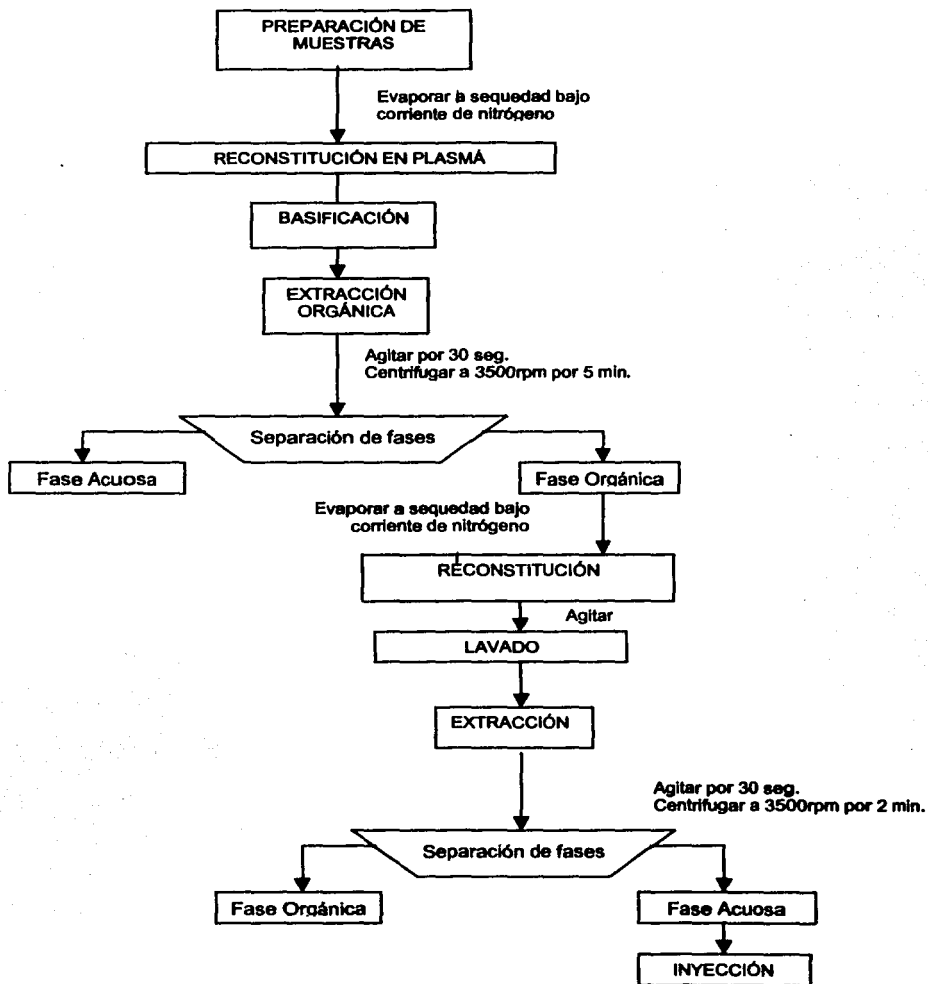 PREPARACIÓN DE
MUESTRAS
Evaporar a sequedad bajo
corriente de nitrógeno
RECONSTITUCIÓN EN PLASMÁ
BASIFICACIÓN
EXTRACCIÓN
ORGÁNICA
Agitar por 30 seg.
Centrifugar a 3500rpm por 5 min.
Separación de fases
Fase Acuosa
Fase Orgánica
Evaporar a sequedad bajo
corriente de nitrógeno
RECONSTITUCIÓN
Agitar
LAVADO
EXTRACCIÓN
Agitar por 30 seg.
Centrifugar a 3500rpm por 2 min.
Separación de fases
Fase Orgánica
Fase Acuosa
INYECCIÓN